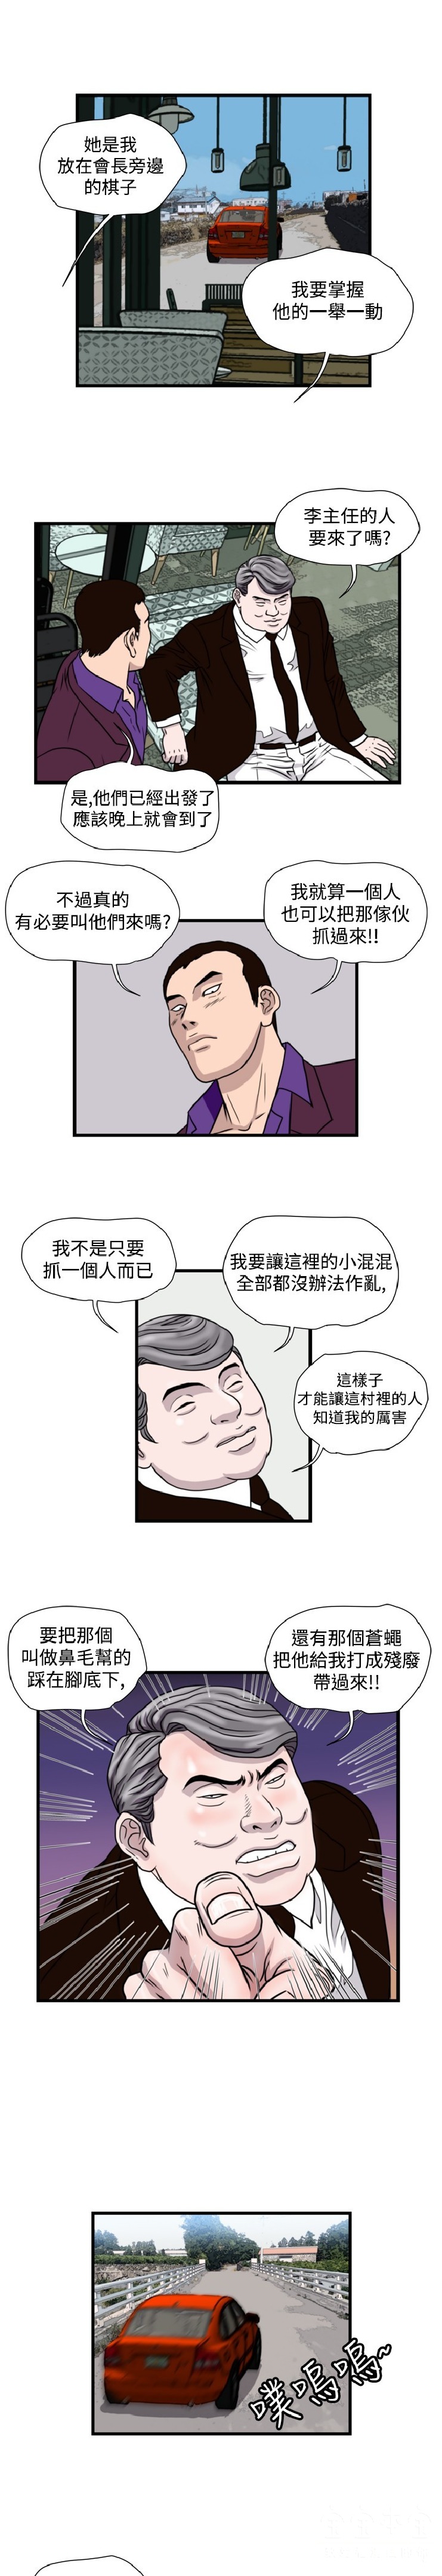 她是我
放在會長旁邊
的棋子
我要掌握
他的一舉一動
李主任的人
要來了嗎?
是,他們已經出發了
應該晚上就會到了
不過真的
有必要叫他們來嗎?
我就算一個人
也可以把那傢伙
抓過來!!
我不是只要
抓一個人而已
我要讓這裡的小混混
全部都沒辦法作亂,
這樣子
才能讓這村裡的人
知道我的厲害
要把那個
叫做鼻毛幫的
踩在腳底下,
還有那個蒼蠅
把他給我打成殘廢
帶過來!!
噗嗚嗚~